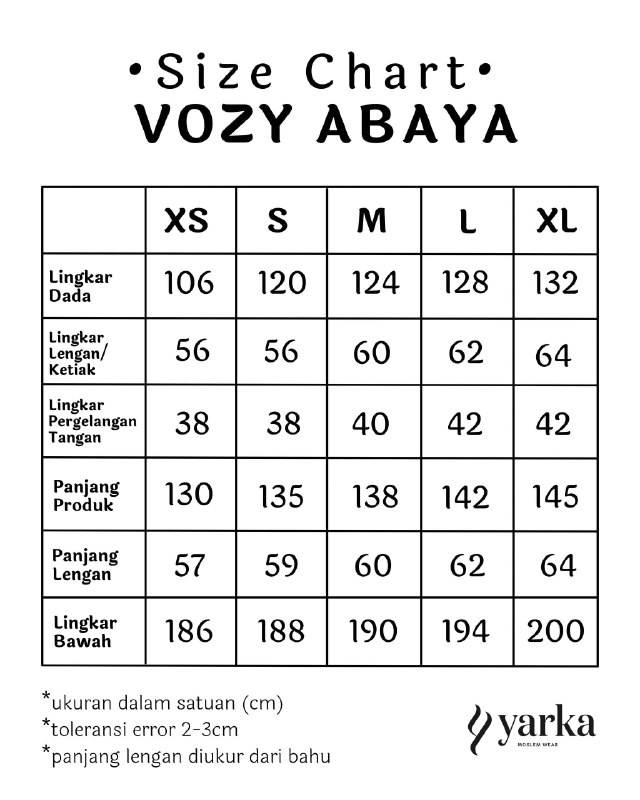 •Size Chart•
VOZY ABAYA
XS S M L XL
Lingkar Dada 106 120 124 128 132
Lingkar Lengan/ Ketiak 56 56 60 62 64
Lingkar Pergelangan Tangan 38 38 40 42 42
Panjang Produk 130 135 138 142 145
Panjang Lengan 57 59 60 62 64
Lingkar Bawah 186 188 190 194 200
*ukuran dalam satuan (cm)
*toleransi error 2-3cm
*panjang lengan diukur dari bahu
yarka
MOSLEM WEAR